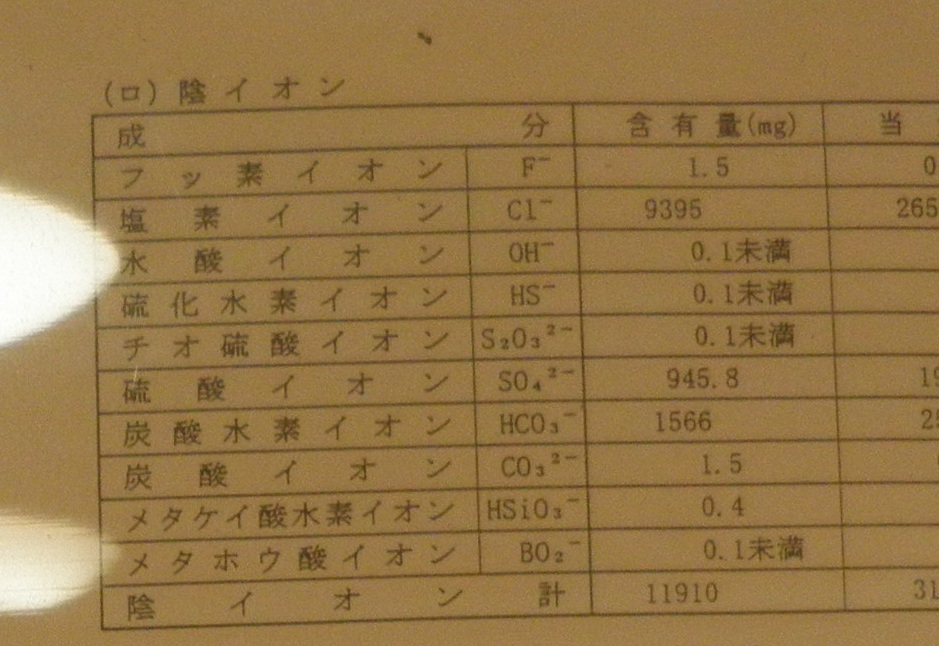 (ロ) 陰イオン
成分 含有量(mg) 当
フッ素イオン F⁻ 1.5 0
塩素イオン Cl⁻ 9395 265
水酸イオン OH⁻ 0.1未満
硫化水素イオン HS⁻ 0.1未満
チオ硫酸イオン S₂O₃²⁻ 0.1未満
硫酸イオン SO₄²⁻ 945.8 19
炭酸水素イオン HCO₃⁻ 1566 25
炭酸イオン CO₃²⁻ 1.5
メタケイ酸水素イオン HSiO₃⁻ 0.4
メタホウ酸イオン BO₂⁻ 0.1未満
陰イオン計 11910 31